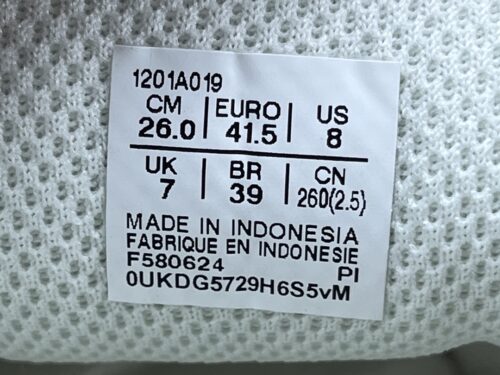 1201A019
CM EURO US
26.0 41.5 8
UK BR CN
7 39 260(2.5)
MADE IN INDONESIA
FABRIQUE EN INDONESIE
F580624 PI
0UKDG5729H6S5vM